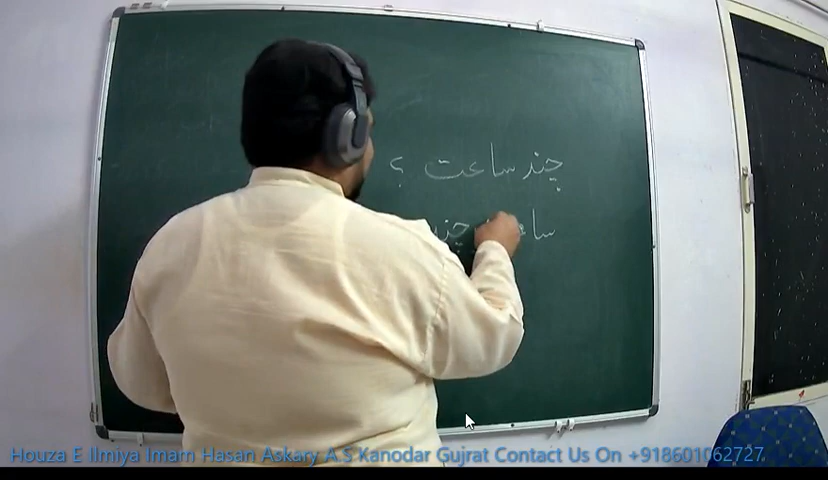 چند ساعت ؟
Houza E Ilmiya Imam Hasan Askary A.S Kanodar Gujrat Contact Us On +918601062727